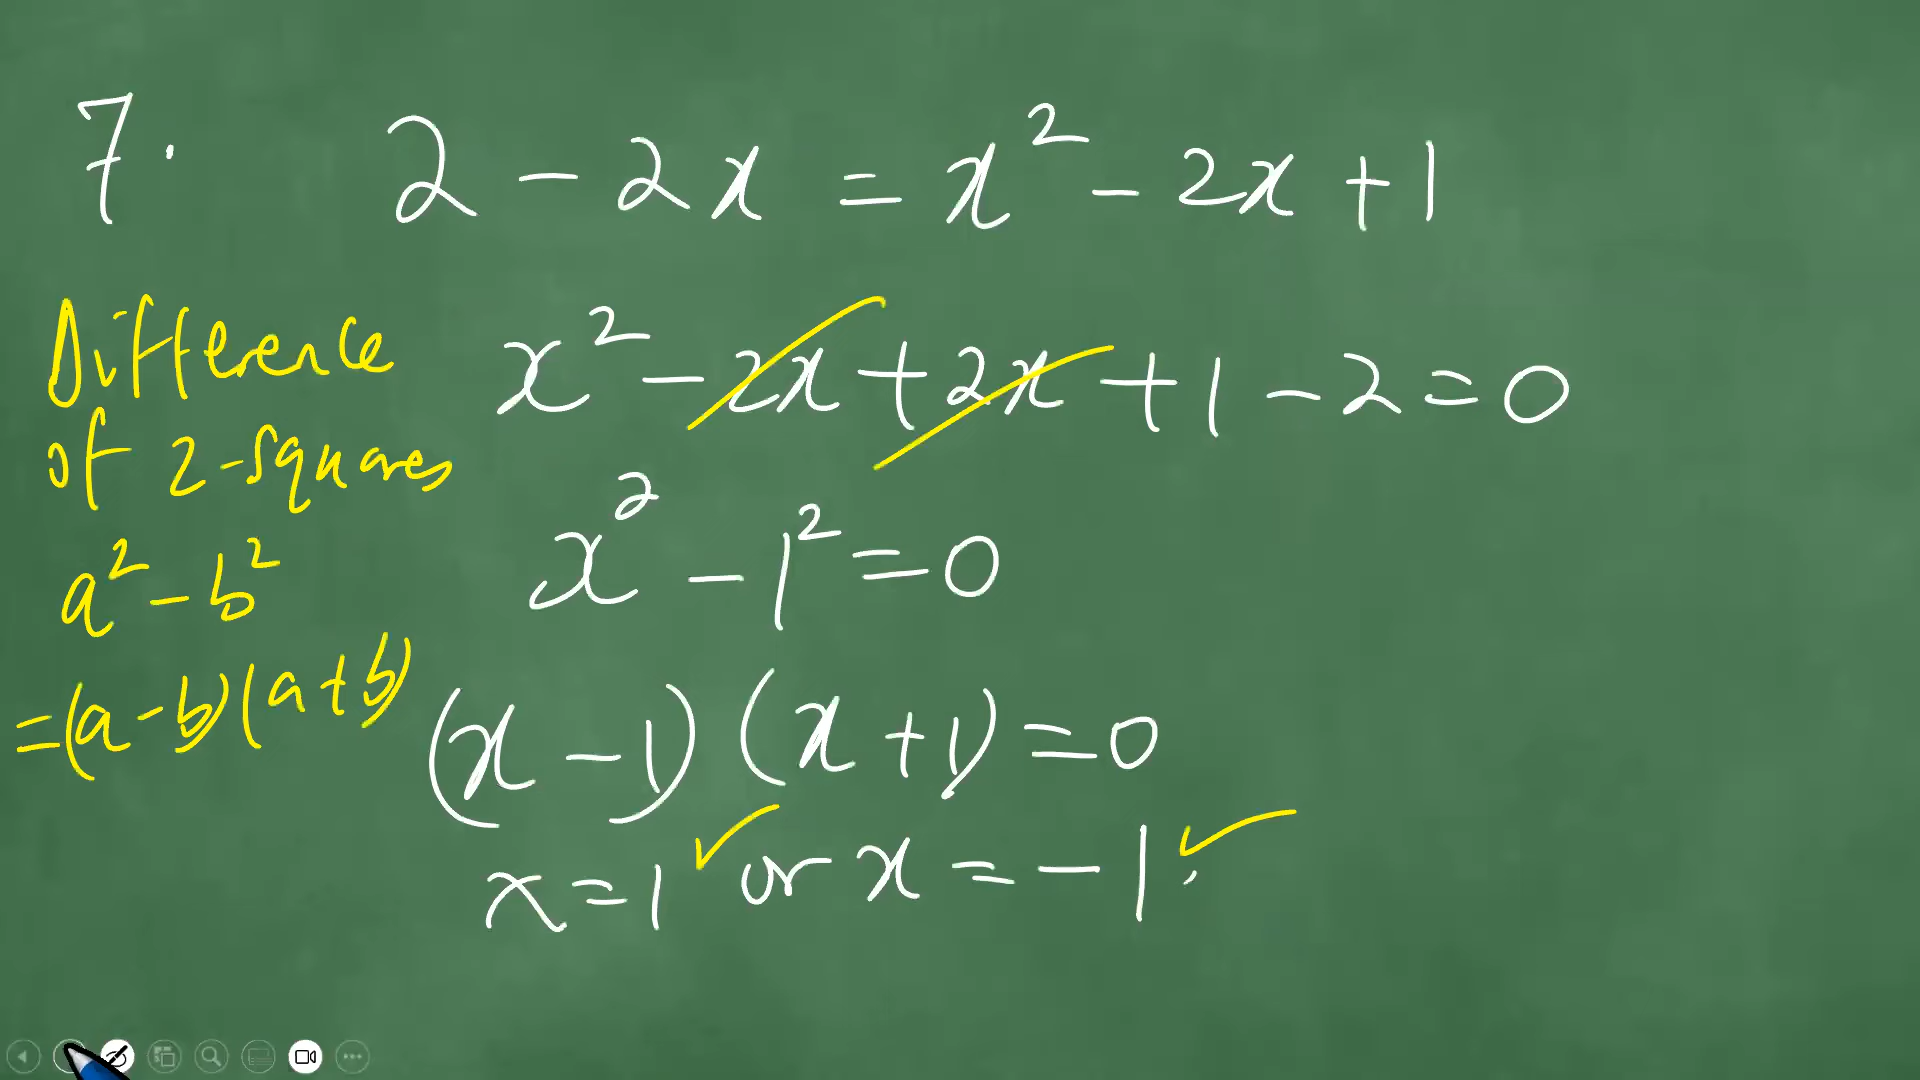 7. 2 - 2x = x² - 2x + 1
x² - 2x + 2x + 1 - 2 = 0
x² - 1² = 0
(x - 1) (x + 1) = 0
x = 1 ✓ or x = -1 ✓
Difference
of 2-squares
a² - b²
= (a - b) (a + b)